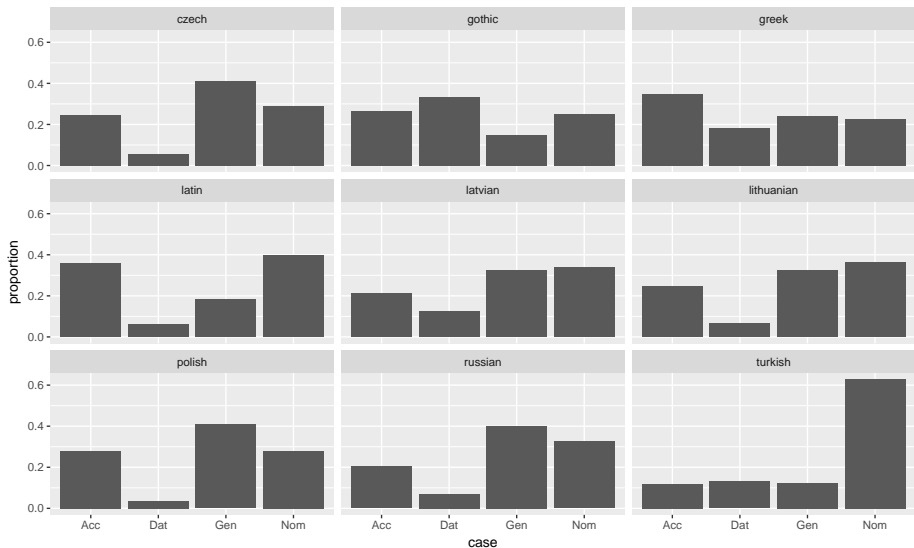 czech gothic greek
0.6
0.4
0.2
0.0
latin latvian lithuanian
0.6
0.4
0.2
0.0
polish russian turkish
0.6
0.4
0.2
0.0
Acc Dat Gen Nom Acc Dat Gen Nom Acc Dat Gen Nom
case
proportion